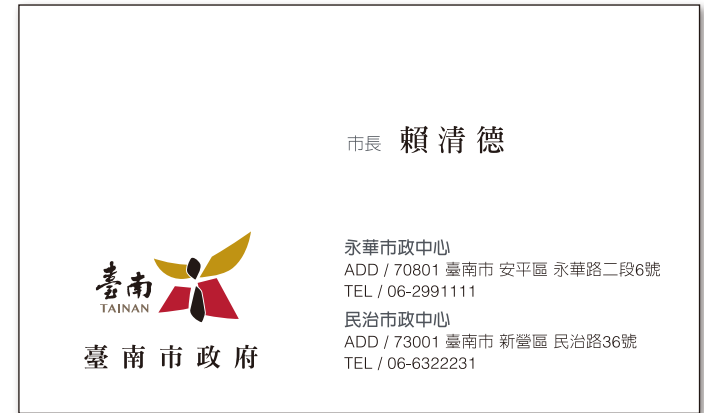 市長 賴清德
永華市政中心
ADD / 70801 臺南市 安平區 永華路二段6號
TEL / 06-2991111
民治市政中心
ADD / 73001 臺南市 新營區 民治路36號
TEL / 06-6322231
臺南
TAINAN
臺南市政府